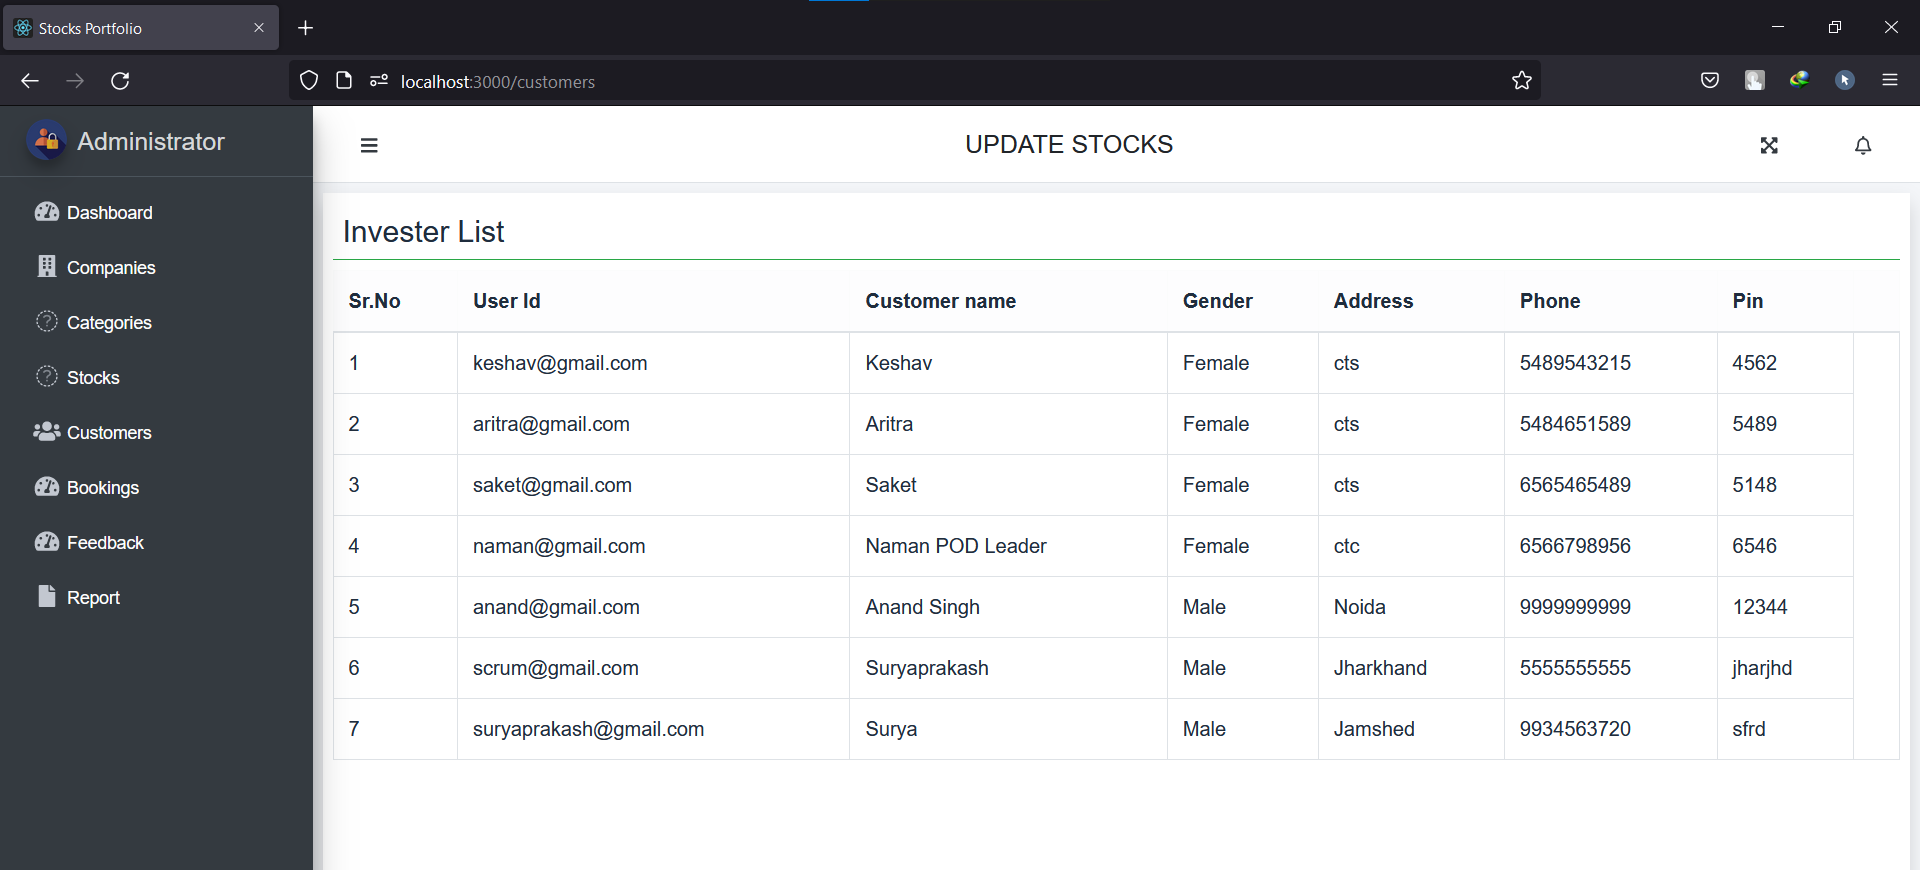 Stocks Portfolio
localhost:3000/customers
Administrator
UPDATE STOCKS
Dashboard
Companies
Categories
Stocks
Customers
Bookings
Feedback
Report
Invester List
Sr.No User Id Customer name Gender Address Phone Pin
1 keshav@gmail.com Keshav Female cts 5489543215 4562
2 aritra@gmail.com Aritra Female cts 5484651589 5489
3 saket@gmail.com Saket Female cts 6565465489 5148
4 naman@gmail.com Naman POD Leader Female ctc 6566798956 6546
5 anand@gmail.com Anand Singh Male Noida 9999999999 12344
6 scrum@gmail.com Suryaprakash Male Jharkhand 5555555555 jharjhd
7 suryaprakash@gmail.com Surya Male Jamshed 9934563720 sfrd